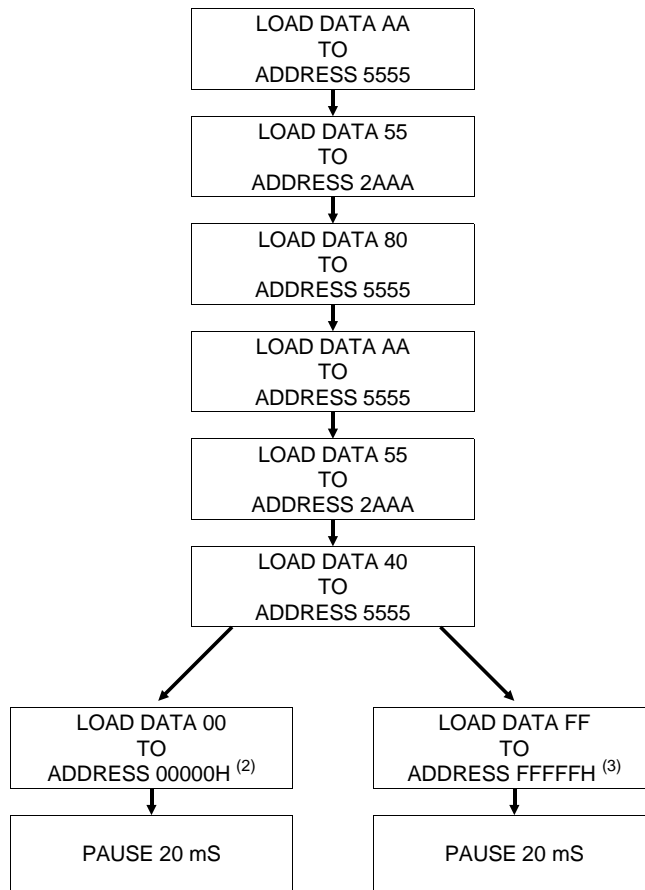 LOAD DATA AA
TO
ADDRESS 5555
LOAD DATA 55
TO
ADDRESS 2AAA
LOAD DATA 80
TO
ADDRESS 5555
LOAD DATA AA
TO
ADDRESS 5555
LOAD DATA 55
TO
ADDRESS 2AAA
LOAD DATA 40
TO
ADDRESS 5555
LOAD DATA 00
TO
ADDRESS 00000H (2)
PAUSE 20 mS
LOAD DATA FF
TO
ADDRESS FFFFFH (3)
PAUSE 20 mS